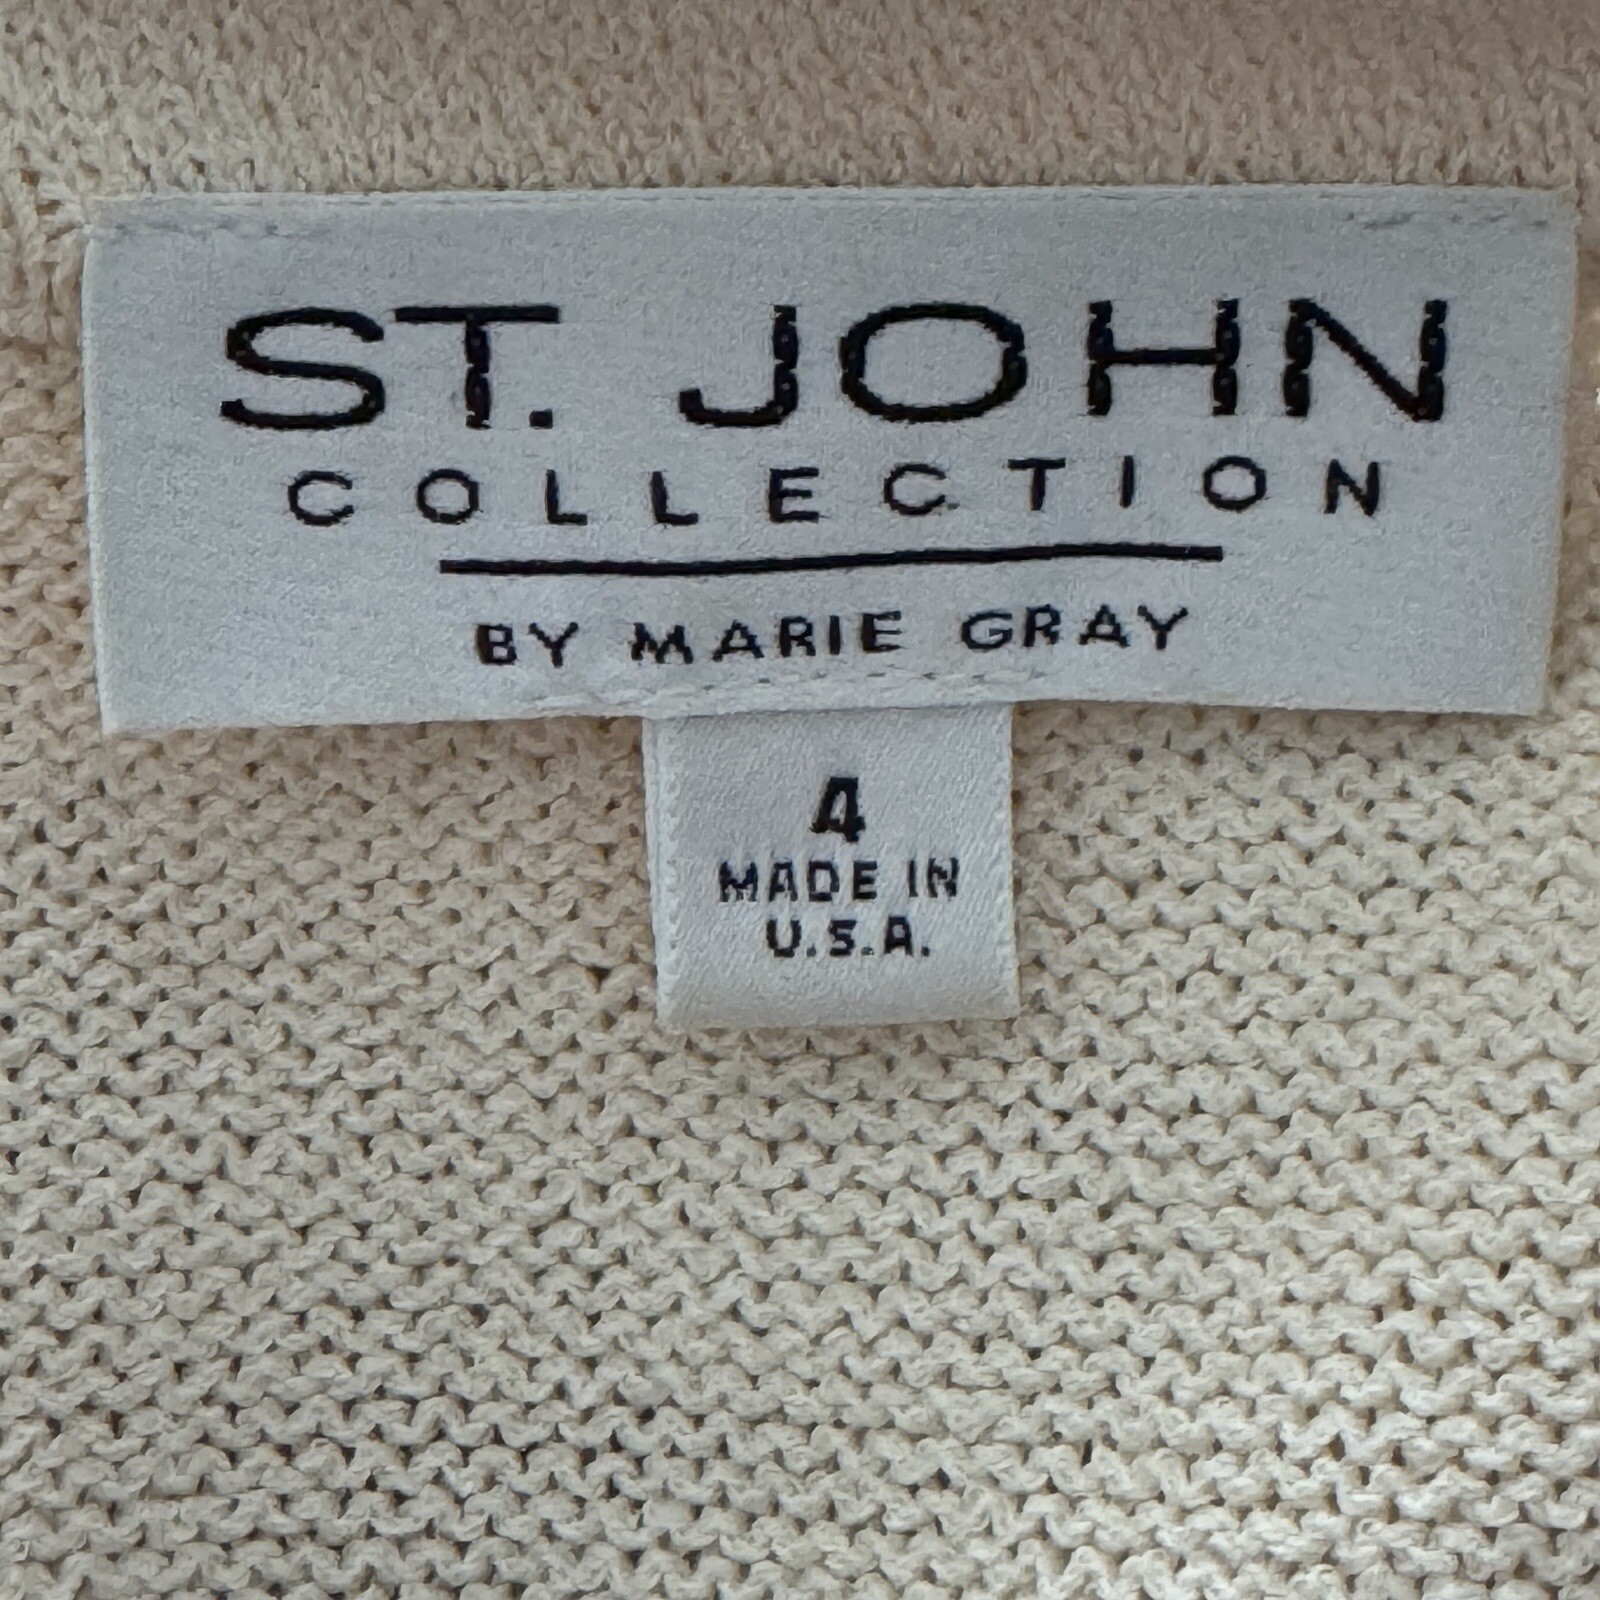 ST. JOHN
COLLECTION
BY MARIE GRAY
4
MADE IN
U.S.A.